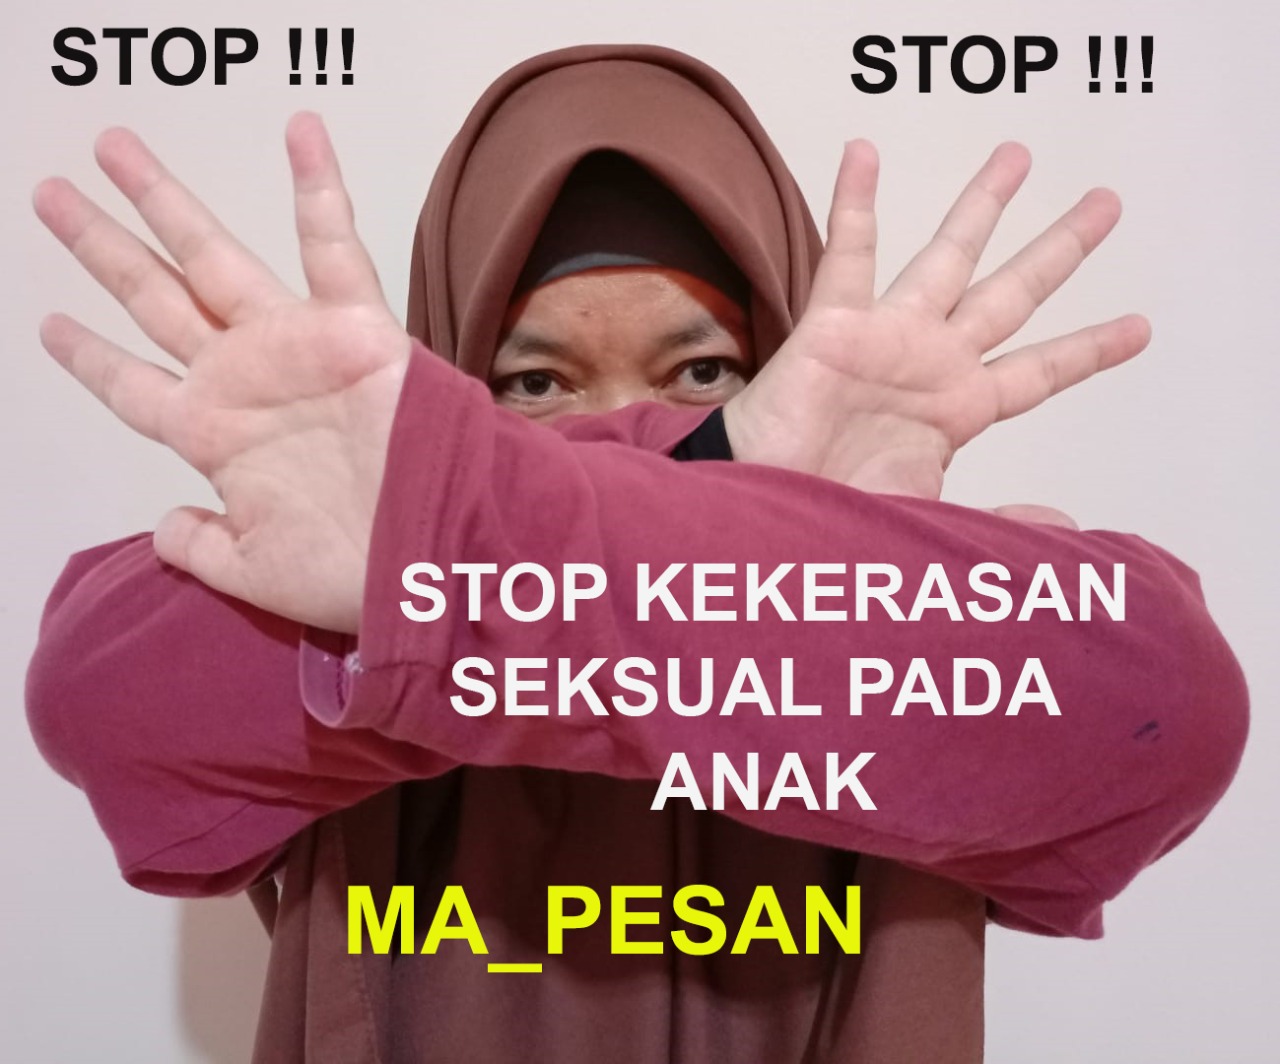 STOP !!!
STOP !!!
STOP KEKERASAN
SEKSUAL PADA
ANAK
MA_PESAN